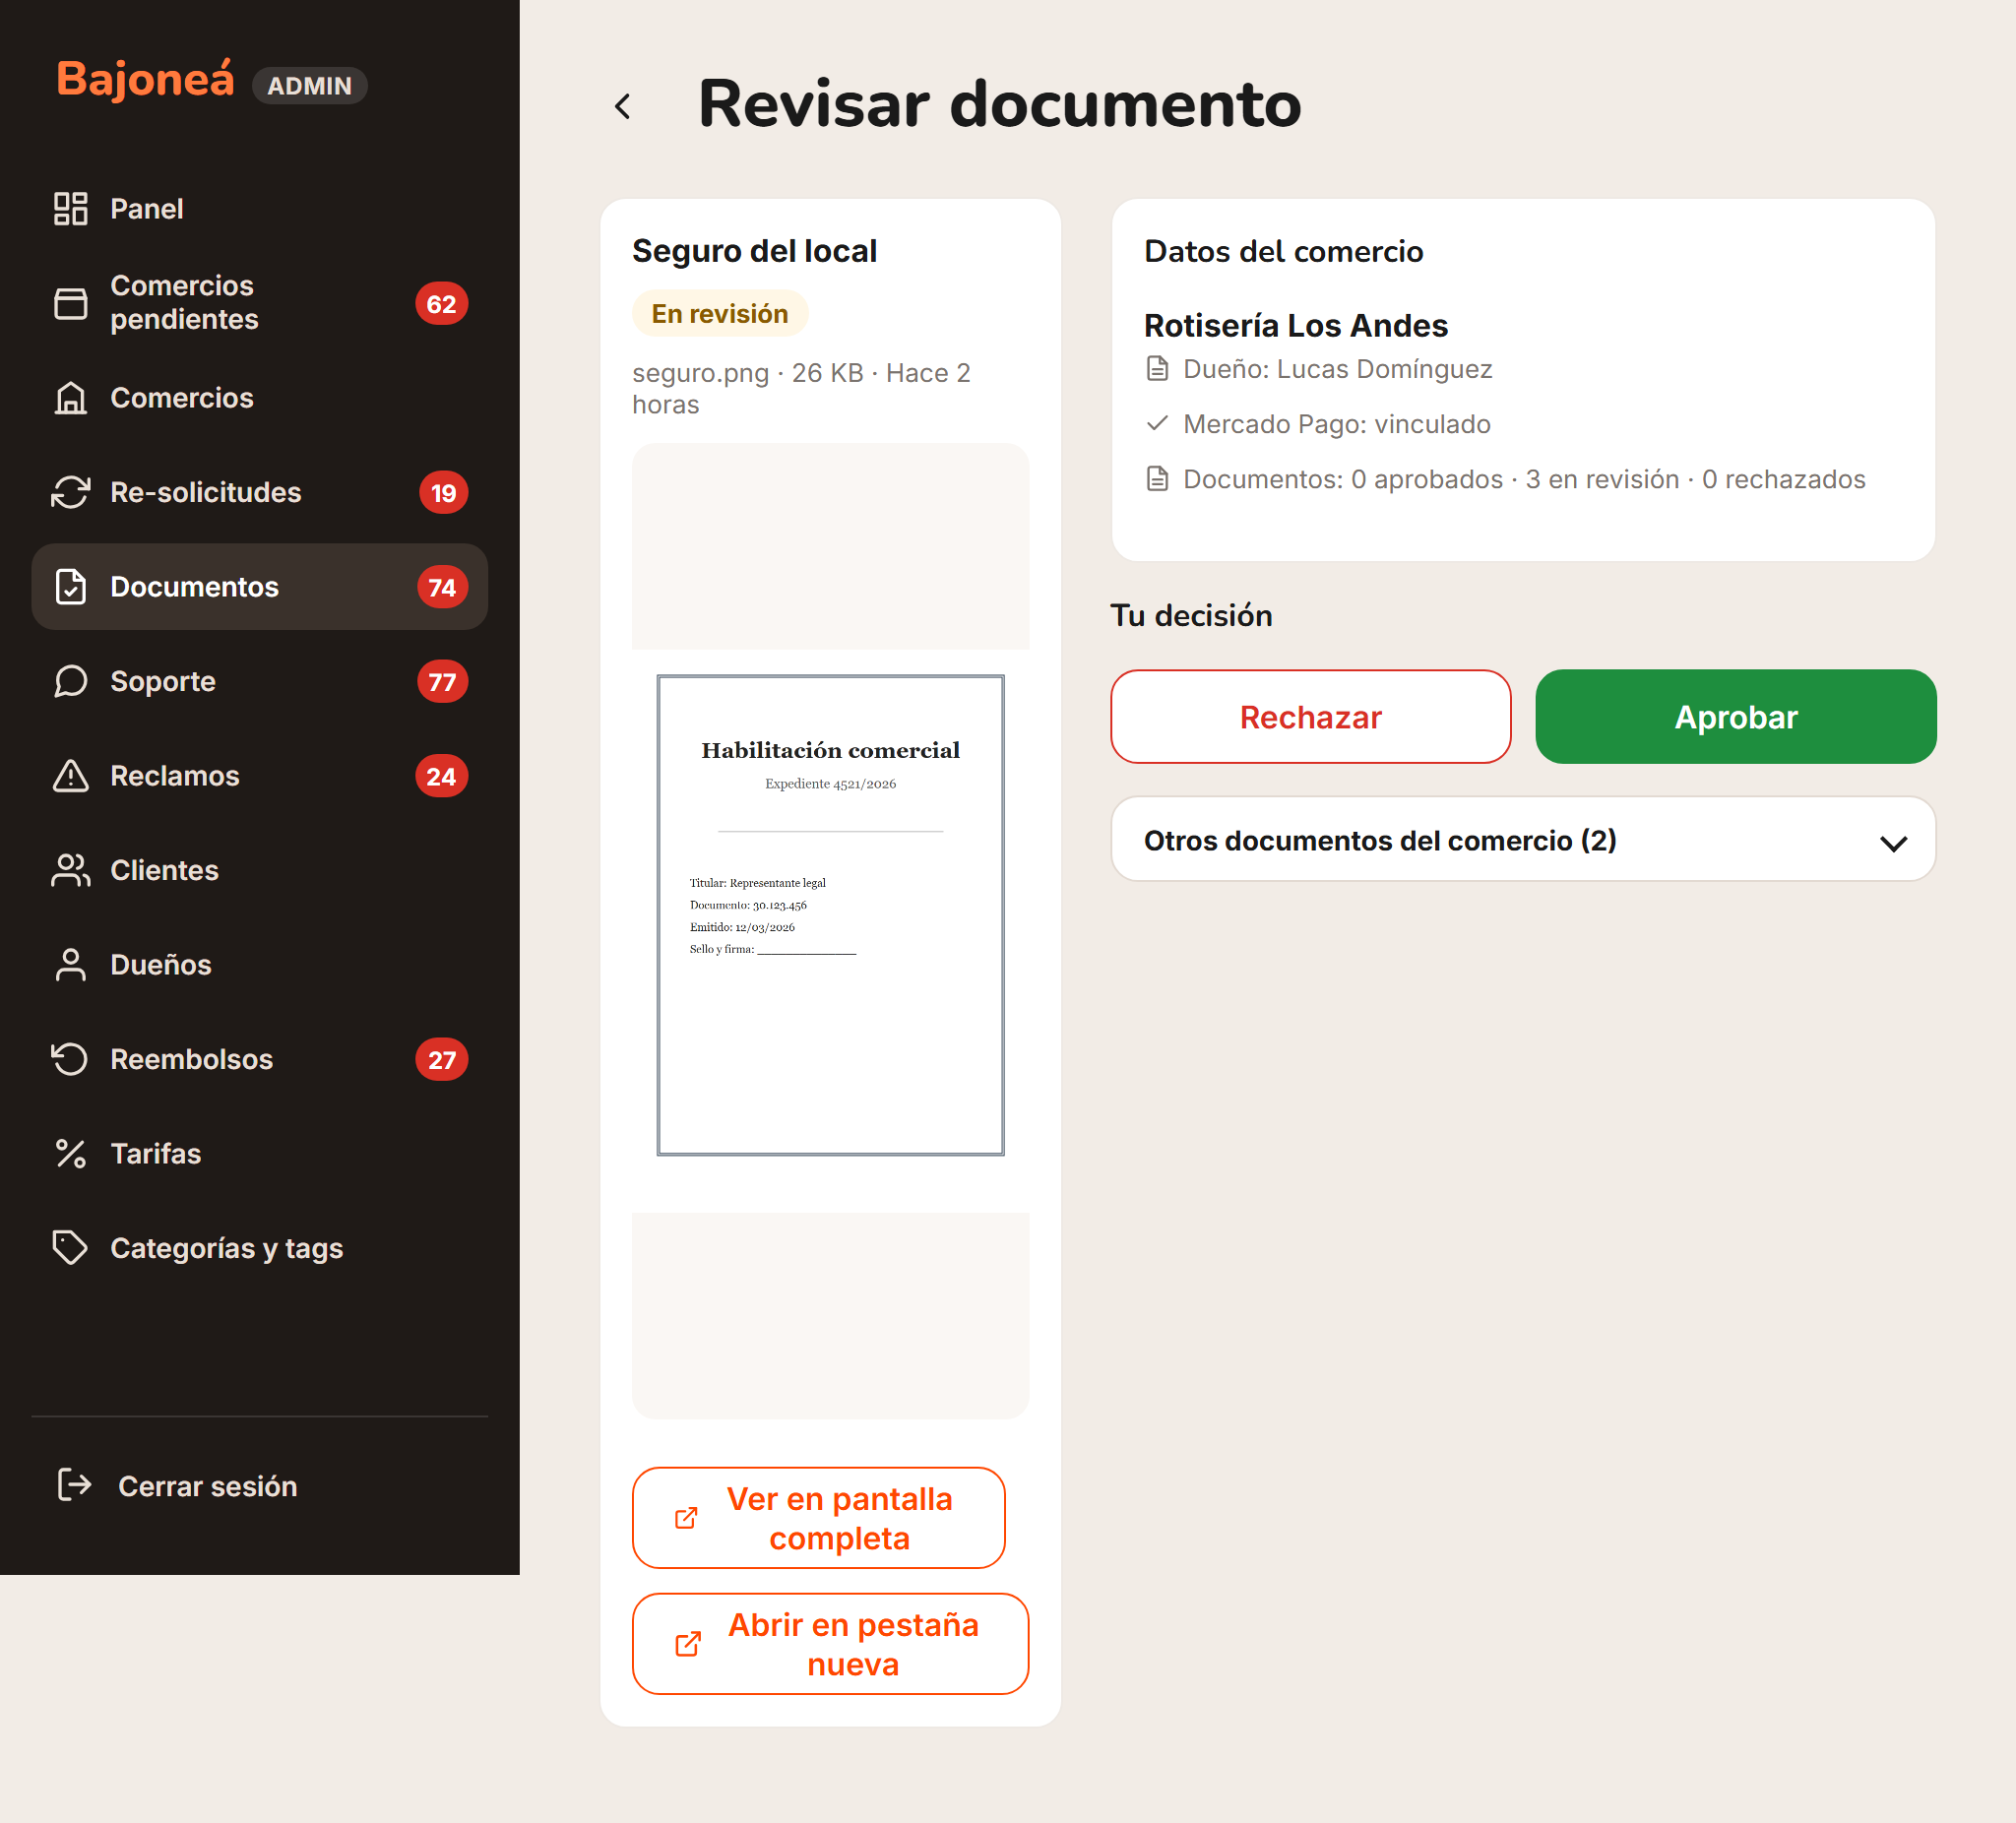 Bajoneá ADMIN
Panel
Comercios
pendientes
62
Comercios
Re-solicitudes 19
Documentos 74
Soporte 77
Reclamos 24
Clientes
Dueños
Reembolsos 27
Tarifas
Categorías y tags
Cerrar sesión
Revisar documento
Seguro del local
En revisión
seguro.png · 26 KB · Hace 2
horas
Habilitación comercial
Expediente 4521/2026
Titular: Representante legal
Documento: 30.123.456
Emitido: 12/03/2026
Sello y firma: __________________
Ver en pantalla
completa
Abrir en pestaña
nueva
Datos del comercio
Rotisería Los Andes
Dueño: Lucas Domínguez
Mercado Pago: vinculado
Documentos: 0 aprobados · 3 en revisión · 0 rechazados
Tu decisión
Rechazar Aprobar
Otros documentos del comercio (2)